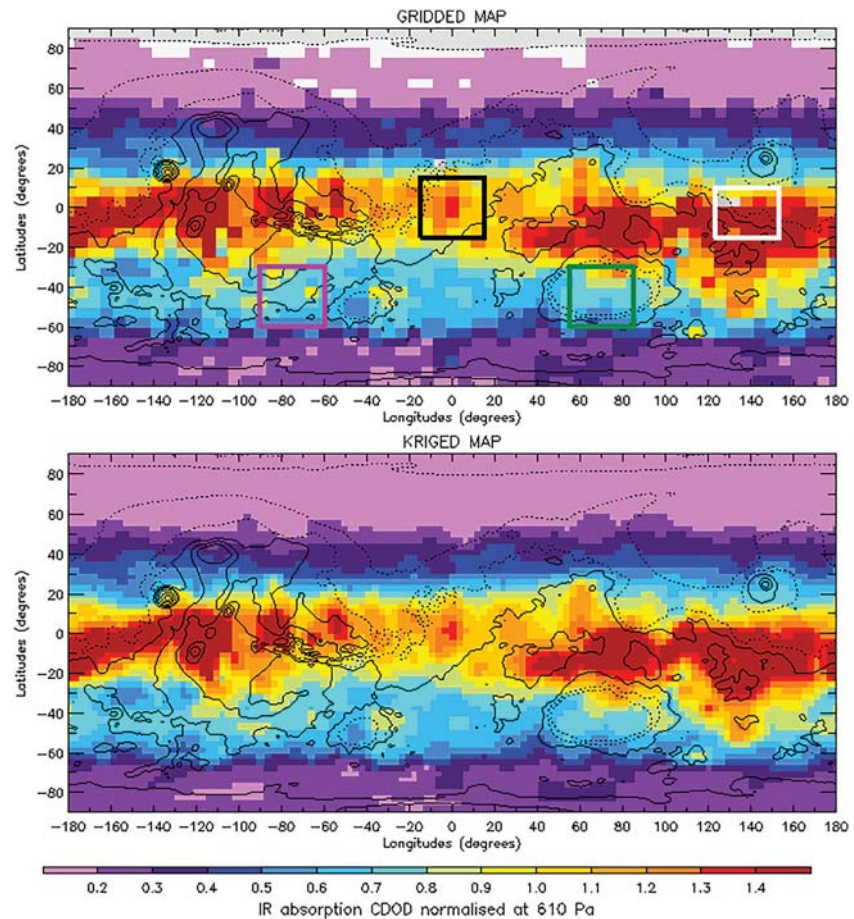 GRIDDED MAP
80
60
40
20
0
−20
−40
−60
−80
Latitudes (degrees)
−180 −160 −140 −120 −100 −80 −60 −40 −20 0 20 40 60 80 100 120 140 160 180
Longitudes (degrees)
KRIGED MAP
80
60
40
20
0
−20
−40
−60
−80
Latitudes (degrees)
−180 −160 −140 −120 −100 −80 −60 −40 −20 0 20 40 60 80 100 120 140 160 180
Longitudes (degrees)
0.2 0.3 0.4 0.5 0.6 0.7 0.8 0.9 1.0 1.1 1.2 1.3 1.4
IR absorption CDOD normalised at 610 Pa